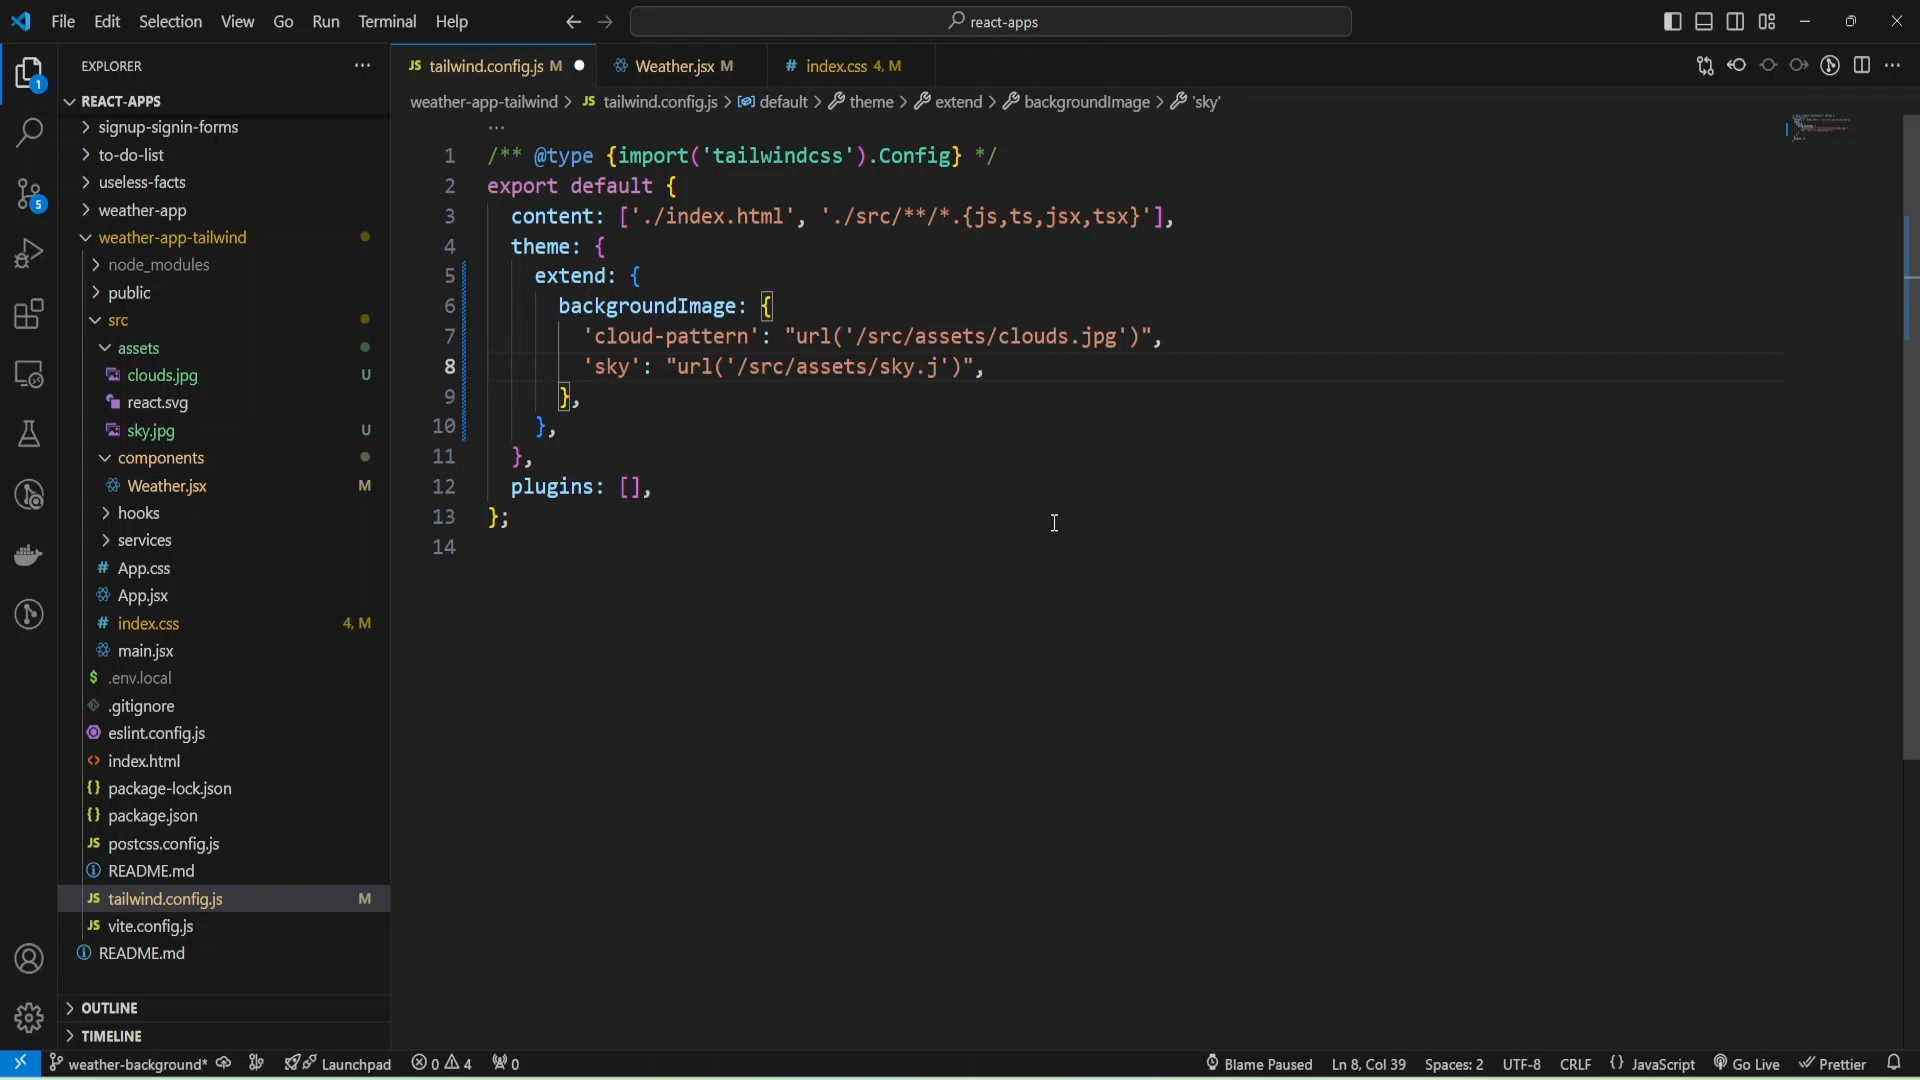 File Edit Selection View Go Run Terminal Help
react-apps
EXPLORER
REACT-APPS
signup-signin-forms
to-do-list
useless-facts
weather-app
weather-app-tailwind
node_modules
public
src
assets
clouds.jpg U
react.svg
sky.jpg U
components
Weather.jsx M
hooks
services
# App.css
App.jsx
# index.css 4, M
main.jsx
$ .env.local
.gitignore
eslint.config.js
<> index.html
{} package-lock.json
{} package.json
JS postcss.config.js
README.md
JS tailwind.config.js M
JS vite.config.js
README.md
OUTLINE
TIMELINE
1
5
JS tailwind.config.js M
Weather.jsx M
# index.css 4, M
weather-app-tailwind > JS tailwind.config.js > default > theme > extend > backgroundImage > 'sky'
...
1 /** @type {import('tailwindcss').Config} */
2 export default {
3 content: ['./index.html', './src/**/*.{js,ts,jsx,tsx}'],
4 theme: {
5 extend: {
6 backgroundImage: {
7 'cloud-pattern': "url('/src/assets/clouds.jpg')",
8 'sky': "url('/src/assets/sky.j')",
9 },
10 },
11 },
12 plugins: [],
13 };
14
weather-background* Launchpad 0 4 0 Blame Paused Ln 8, Col 39 Spaces: 2 UTF-8 CRLF {} JavaScript Go Live Prettier